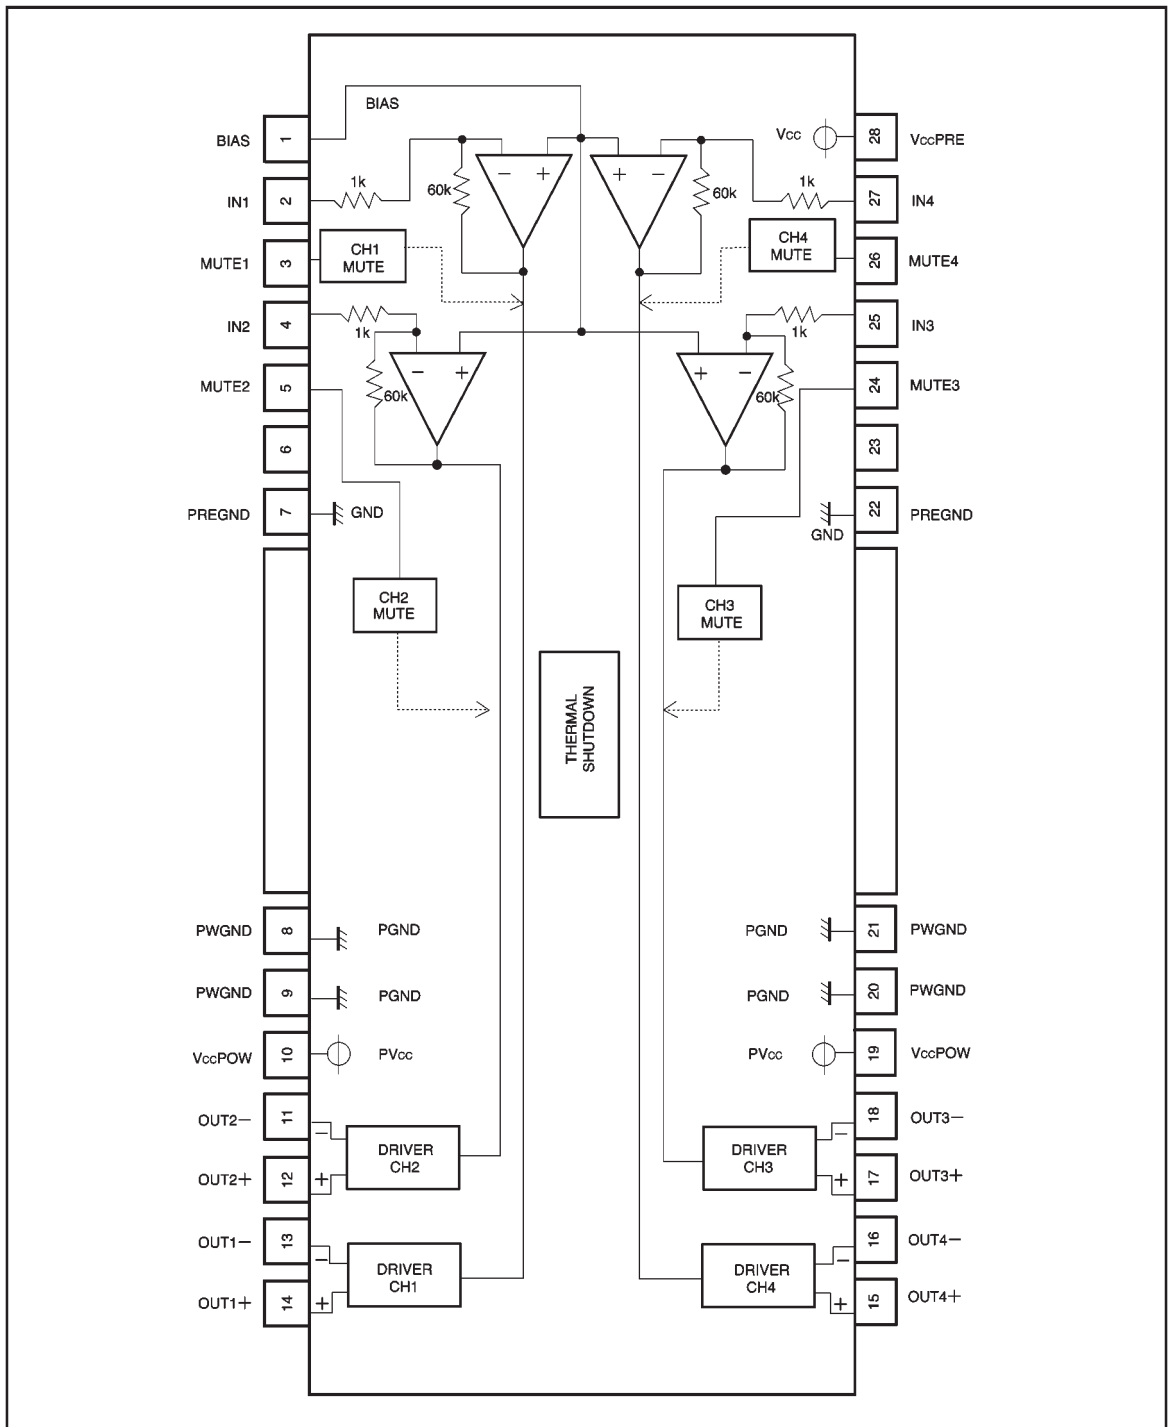 BIAS
BIAS 1
Vcc 28 VccPRE
IN1 2 1k 60k − +
+ − 60k 1k 27 IN4
MUTE1 3 CH1 MUTE
CH4 MUTE 26 MUTE4
IN2 4 1k 60k − +
+ − 60k 1k 25 IN3
MUTE2 5
24 MUTE3
6
23
PREGND 7 GND
GND 22 PREGND
CH2 MUTE
CH3 MUTE
THERMAL SHUTDOWN
PWGND 8 PGND
PGND 21 PWGND
PWGND 9 PGND
PGND 20 PWGND
VccPOW 10 PVcc
PVcc 19 VccPOW
OUT2− 11 −
− 18 OUT3−
DRIVER CH2
DRIVER CH3
OUT2+ 12 +
+ 17 OUT3+
OUT1− 13 −
− 16 OUT4−
DRIVER CH1
DRIVER CH4
OUT1+ 14 +
+ 15 OUT4+